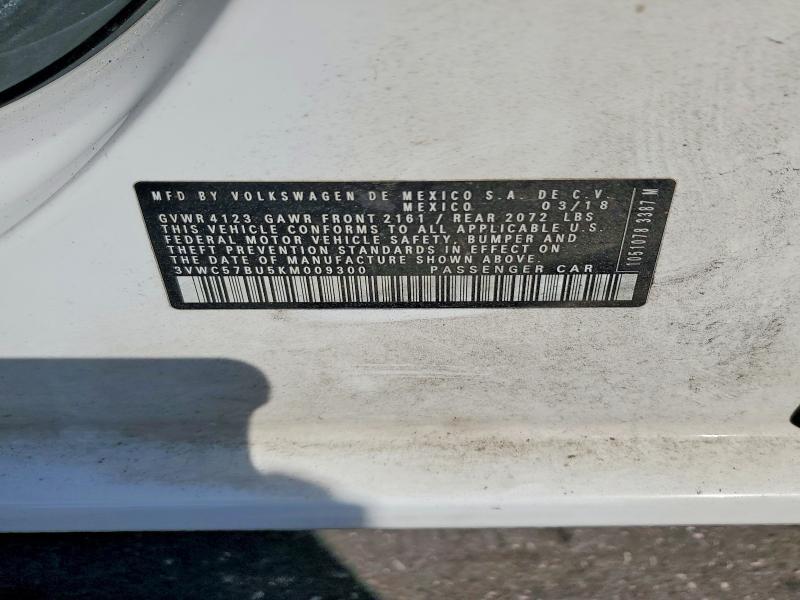 MFD BY VOLKSWAGEN DE MEXICO S.A. DE C.V.
MEXICO 03/18
GVWR 4123 GAWR FRONT 2161 / REAR 2072 LBS
THIS VEHICLE CONFORMS TO ALL APPLICABLE U.S.
FEDERAL MOTOR VEHICLE SAFETY, BUMPER AND
THEFT PREVENTION STANDARDS IN EFFECT ON
THE DATE OF MANUFACTURE SHOWN ABOVE.
3VWC57BU5KM009300 PASSENGER CAR
1051078 3387 M